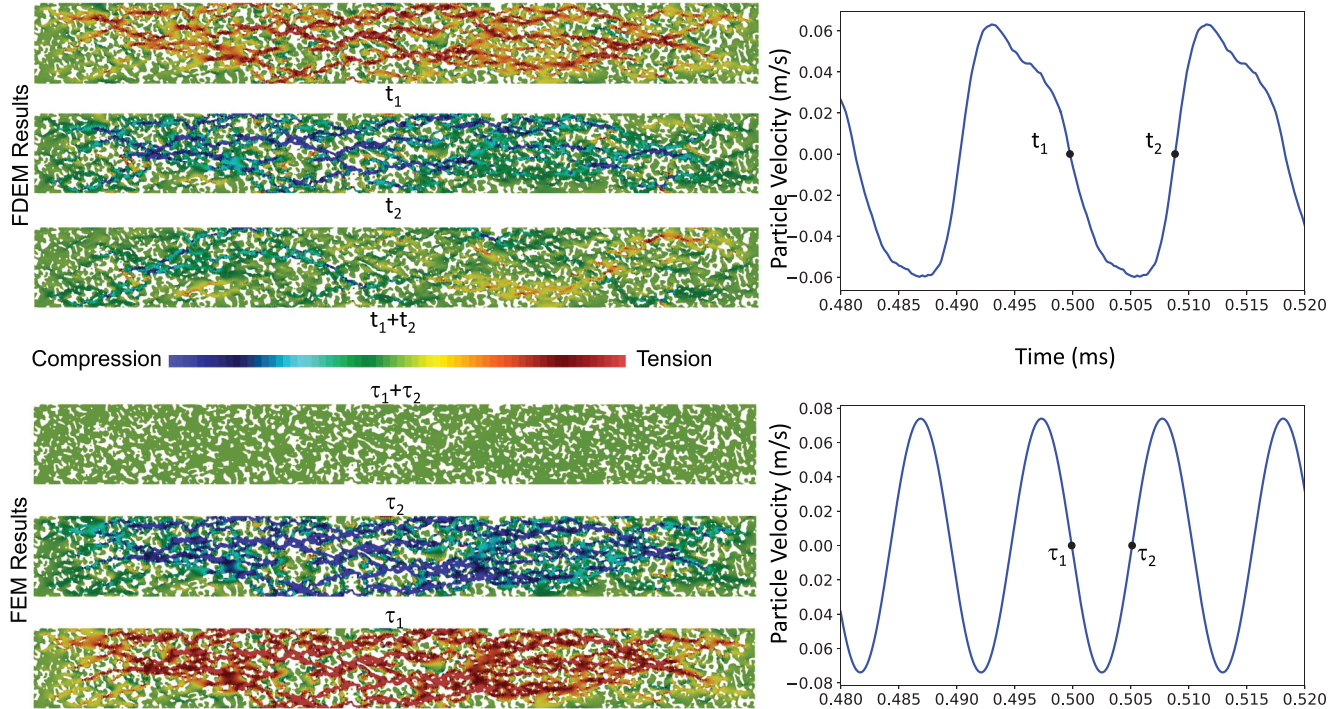 FDEM Results
t1
t2
t1+t2
Compression
Tension
FEM Results
τ1+τ2
τ2
τ1
Particle Velocity (m/s)
0.06
0.04
0.02
0.00
−0.02
−0.04
−0.06
t1
t2
0.480 0.485 0.490 0.495 0.500 0.505 0.510 0.515 0.520
Time (ms)
Particle Velocity (m/s)
0.08
0.06
0.04
0.02
0.00
0.02
0.04
0.06
−0.08
τ1
τ2
0.480 0.485 0.490 0.495 0.500 0.505 0.510 0.515 0.520